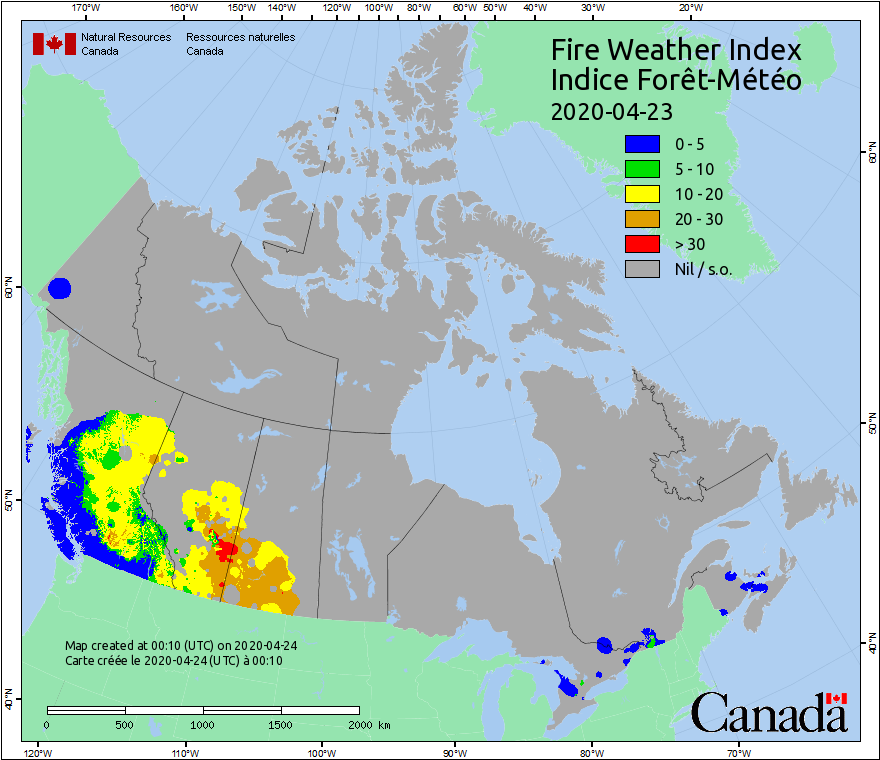 170°W 160°W 150°W 140°W 120°W 100°W 80°W 60°W 50°W 40°W 30°W 20°W
Natural Resources Canada
Ressources naturelles Canada
Fire Weather Index
Indice Forêt-Météo
2020-04-23
0 - 5
5 - 10
10 - 20
20 - 30
> 30
Nil / s.o.
60°N
60°N
50°N
50°N
40°N
40°N
Map created at 00:10 (UTC) on 2020-04-24
Carte créée le 2020-04-24 (UTC) à 00:10
0 500 1000 1500 2000 km
Canada
120°W 110°W 100°W 90°W 80°W 70°W